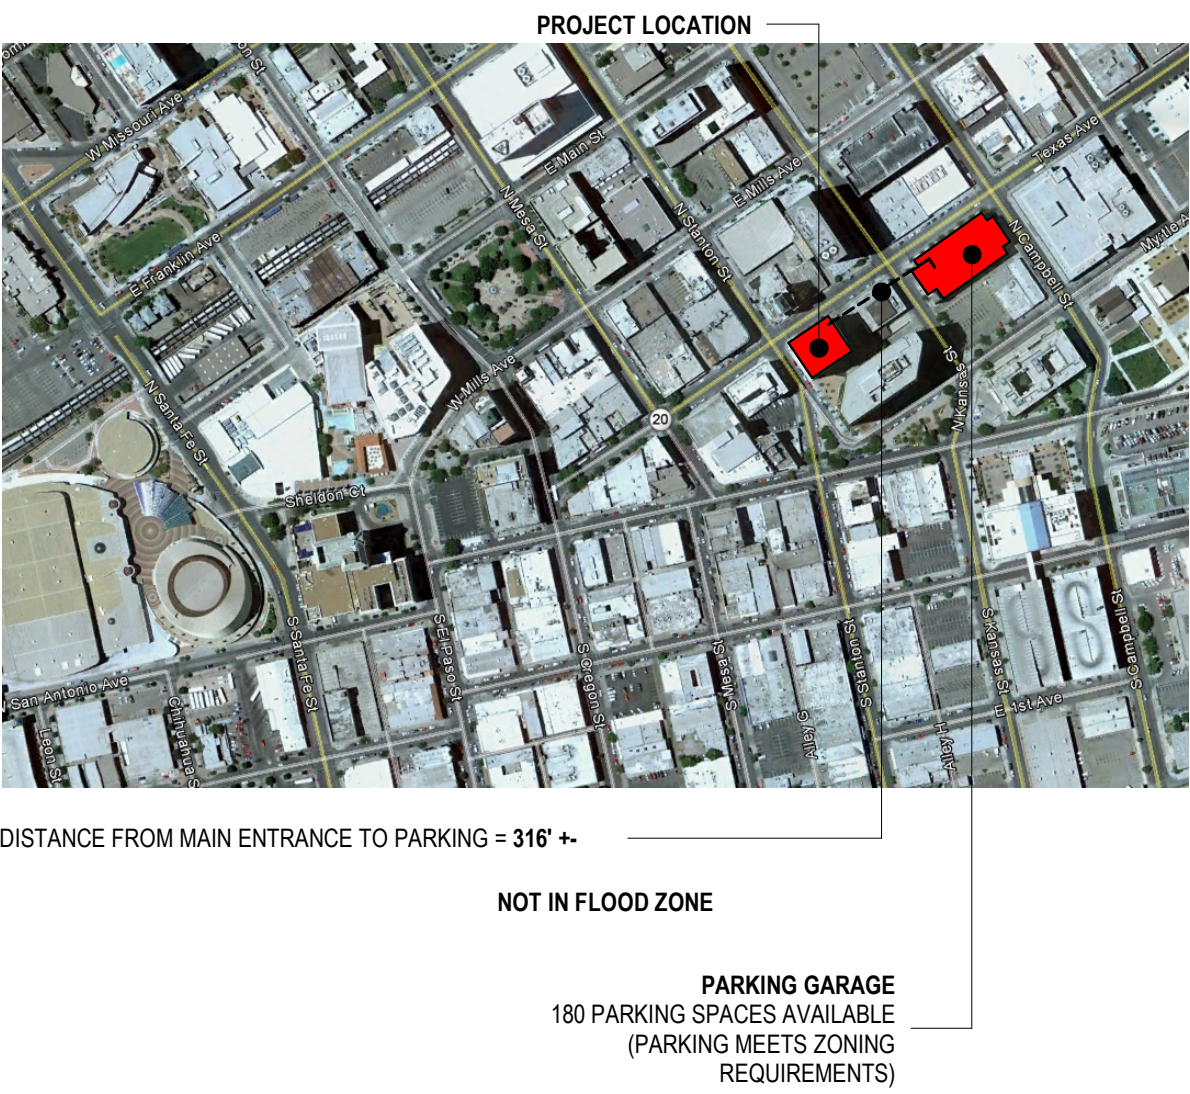 PROJECT LOCATION
on St
W Missouri Ave
E Main St
Texas Ave
E Mills Ave
N Mesa St
N Stanton St
N Campbell St
Myrtle A
E Franklin Ave
W Mills Ave
N Kansas St
N Santa Fe St
20
Sheldon Ct
S Santa Fe St
S El Paso St
S Oregon St
S Mesa St
S Stanton St
S Kansas St
S Campbell St
San Antonio Ave
E 1st Ave
Leon St
Chihuahua S
Alley G
Alley H
DISTANCE FROM MAIN ENTRANCE TO PARKING = 316' +-
NOT IN FLOOD ZONE
PARKING GARAGE
180 PARKING SPACES AVAILABLE
(PARKING MEETS ZONING
REQUIREMENTS)